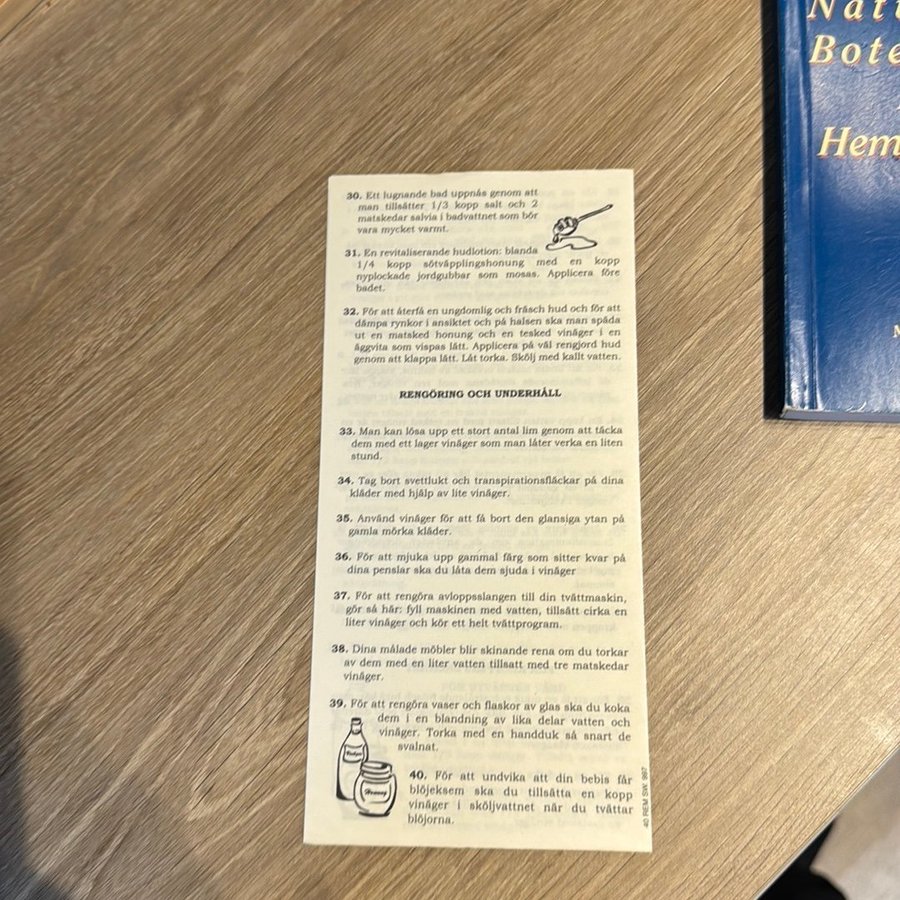 Natu
Bote
Hem
30. Ett lugnande bad uppnås genom att
man tillsätter 1/3 kopp salt och 2
matskedar salvia i badvattnet som bör
vara mycket varmt.
31. En revitaliserande hudlotion: blanda
1/4 kopp sötväpplingshonung med en kopp
nyplockade jordgubbar som mosas. Applicera före
badet.
32. För att återfå en ungdomlig och fräsch hud och för att
dämpa rynkor i ansiktet och på halsen ska man späda
ut en matsked honung och en tesked vinäger i en
äggvita som vispas lätt. Applicera på väl rengjord hud
genom att klappa lätt. Låt torka. Skölj med kallt vatten.
RENGÖRING OCH UNDERHÅLL
33. Man kan lösa upp ett stort antal lim genom att täcka
dem med ett lager vinäger som man låter verka en liten
stund.
34. Tag bort svettlukt och transpirationsfläckar på dina
kläder med hjälp av lite vinäger.
35. Använd vinäger för att få bort den glansiga ytan på
gamla mörka kläder.
36. För att mjuka upp gammal färg som sitter kvar på
dina penslar ska du låta dem sjuda i vinäger
37. För att rengöra avloppsslangen till din tvättmaskin,
gör så här: fyll maskinen med vatten, tillsätt cirka en
liter vinäger och kör ett helt tvättprogram.
38. Dina målade möbler blir skinande rena om du torkar
av dem med en liter vatten tillsatt med tre matskedar
vinäger.
39. För att rengöra vaser och flaskor av glas ska du koka
dem i en blandning av lika delar vatten och
vinäger. Torka med en handduk så snart de
svalnat.
40. För att undvika att din bebis får
blöjeksem ska du tillsätta en kopp
vinäger i sköljvattnet när du tvättar
blöjorna.
40 REM SW. 997